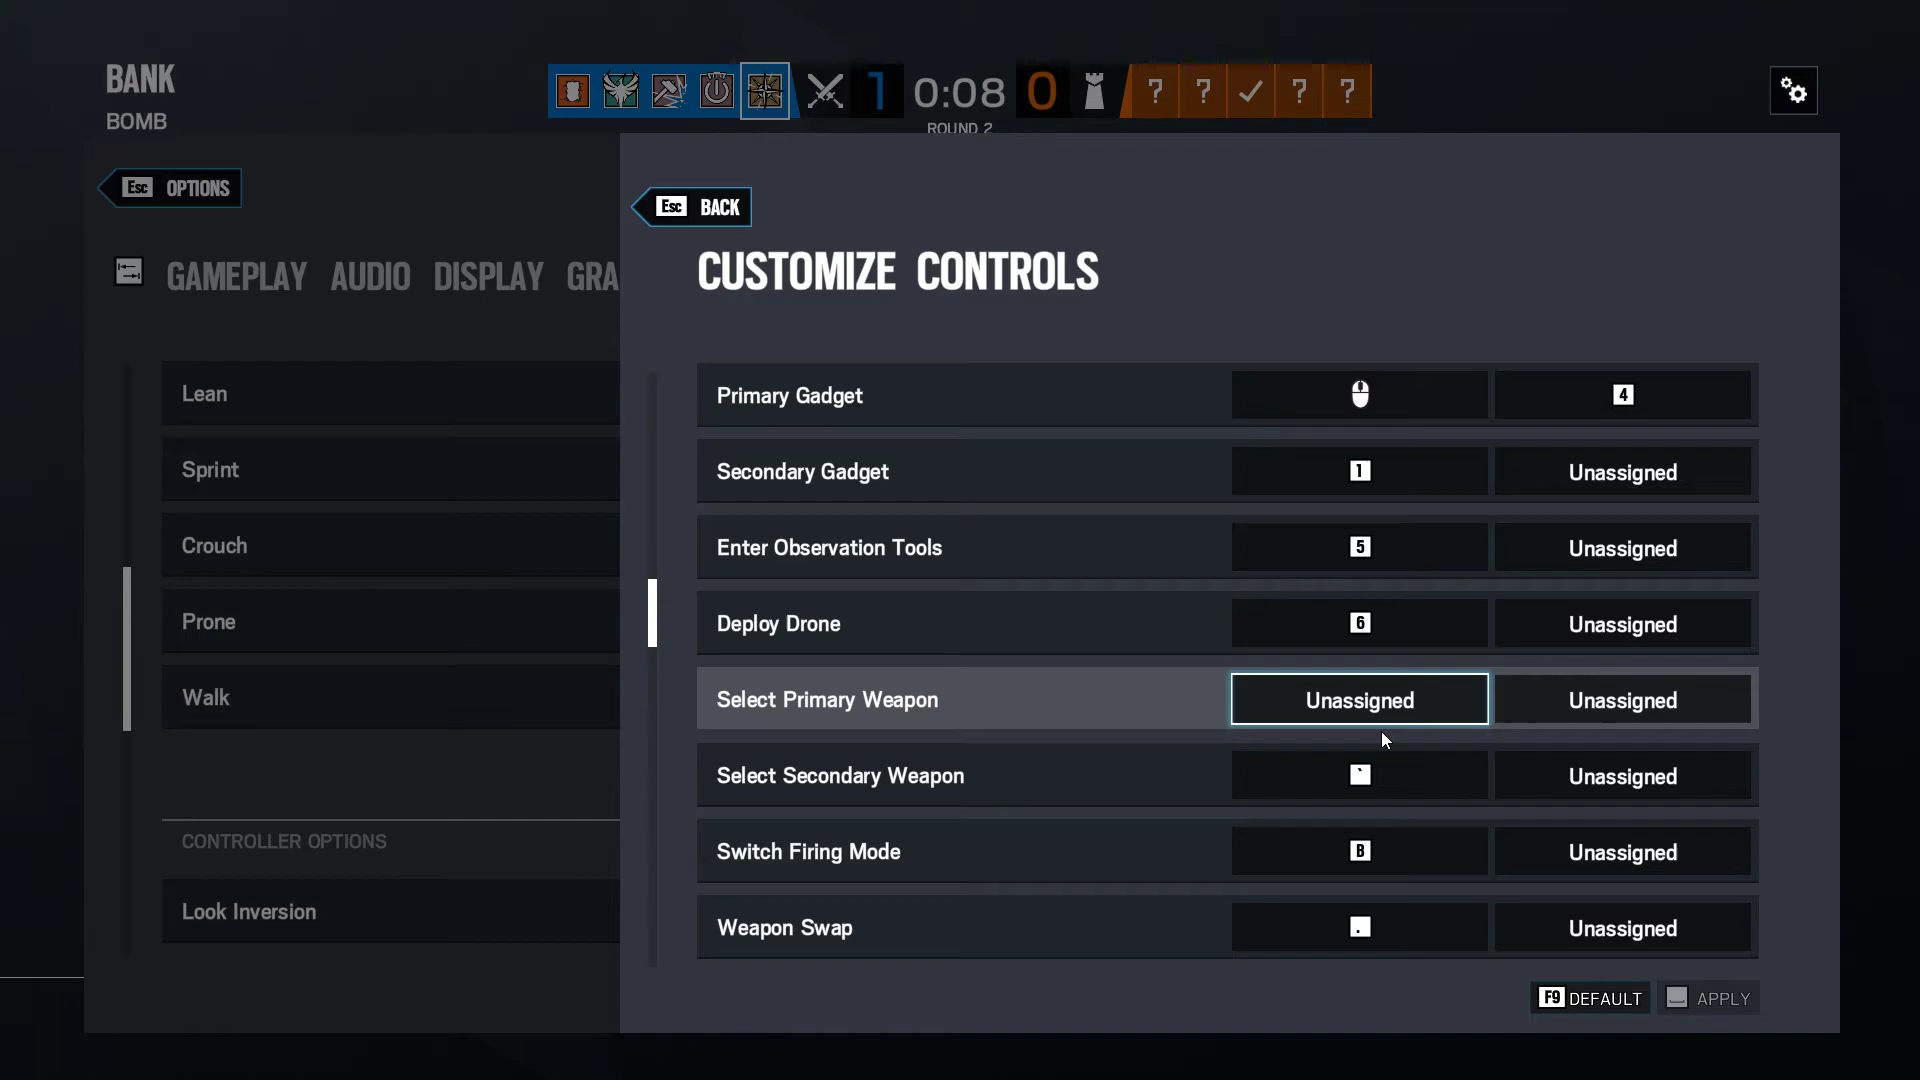 BANK
BOMB
1 0:08 0
? ? ? ?
ROUND 2
Esc OPTIONS
GAMEPLAY AUDIO DISPLAY GRA
Lean
Sprint
Crouch
Prone
Walk
CONTROLLER OPTIONS
Look Inversion
Esc BACK
CUSTOMIZE CONTROLS
Primary Gadget 4
Secondary Gadget 1 Unassigned
Enter Observation Tools 5 Unassigned
Deploy Drone 6 Unassigned
Select Primary Weapon Unassigned Unassigned
Select Secondary Weapon ` Unassigned
Switch Firing Mode B Unassigned
Weapon Swap . Unassigned
F9 DEFAULT APPLY